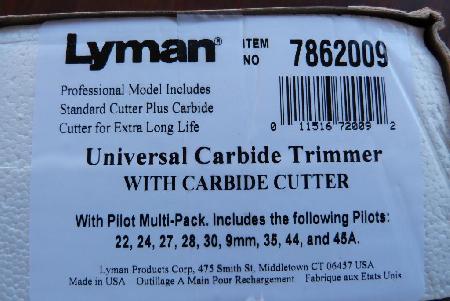 Lyman® ITEM NO 7862009
Professional Model Includes
Standard Cutter Plus Carbide
Cutter for Extra Long Life
0 11516 72009 2
Universal Carbide Trimmer
WITH CARBIDE CUTTER
With Pilot Multi-Pack. Includes the following Pilots:
22, 24, 27, 28, 30, 9mm, 35, 44, and 45A.
Lyman Products Corp, 475 Smith St, Middletown CT 06457 USA
Made in USA Outillage A Main Pour Rechargement Fabrique aux Etats Unis